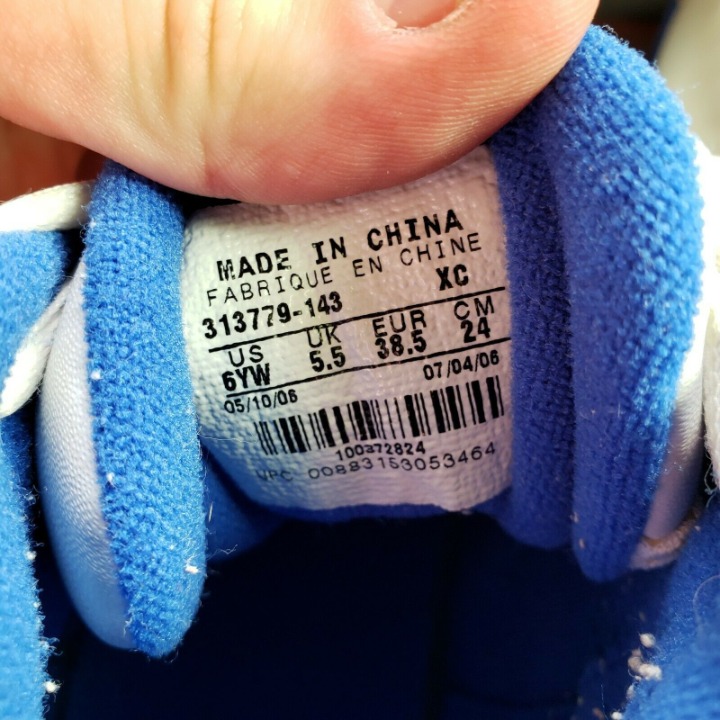 MADE IN CHINA
FABRIQUE EN CHINE
313779-143 XC
US UK EUR CM
6YW 5.5 38.5 24
05/10/06 07/04/06
100372824
UPC 00883153053464